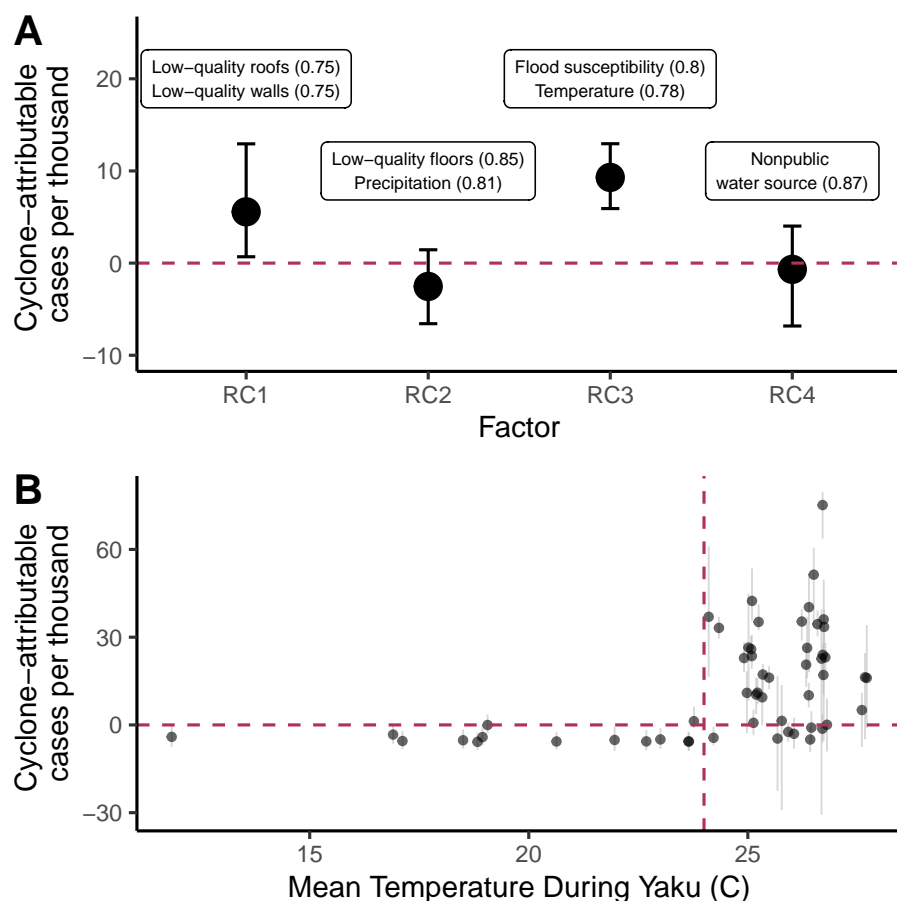 A
Cyclone−attributable
cases per thousand
20
10
0
−10
Low−quality roofs (0.75)
Low−quality walls (0.75)
Low−quality floors (0.85)
Precipitation (0.81)
Flood susceptibility (0.8)
Temperature (0.78)
Nonpublic
water source (0.87)
RC1
RC2
RC3
RC4
Factor
B
Cyclone−attributable
cases per thousand
60
30
0
−30
15
20
25
Mean Temperature During Yaku (C)